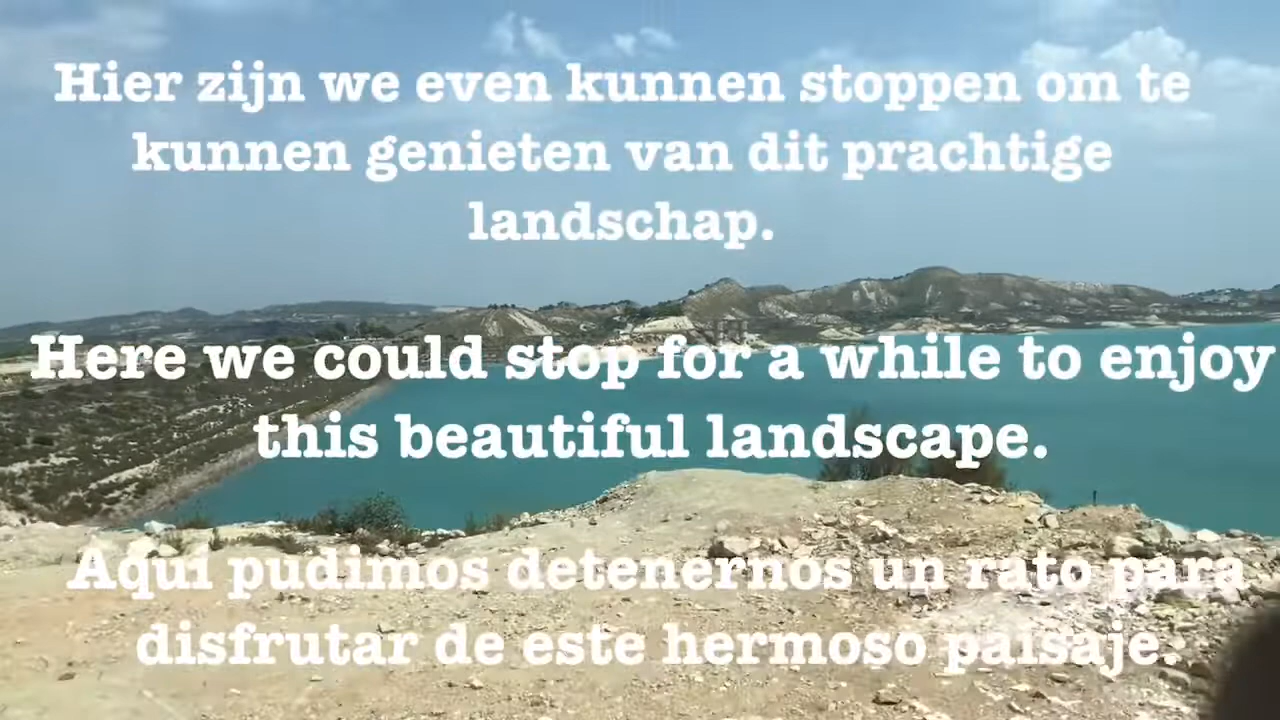 Hier zijn we even kunnen stoppen om te
kunnen genieten van dit prachtige
landschap.
Here we could stop for a while to enjoy
this beautiful landscape.
Aquí pudimos detenernos un rato para
disfrutar de este hermoso paisaje.